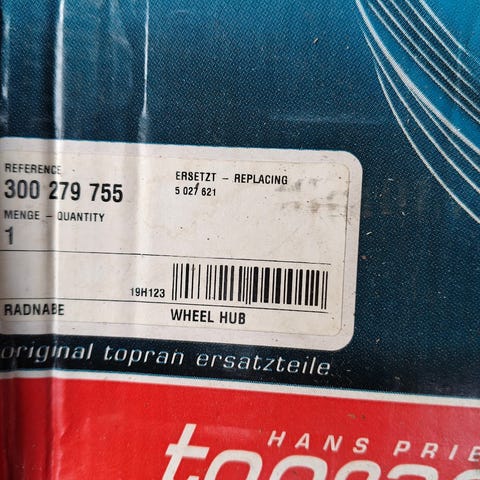 REFERENCE
300 279 755
ERSETZT - REPLACING
5 027 621
MENGE - QUANTITY
1
19H123
RADNABE
WHEEL HUB
original topran ersatzteile
HANS PRIE
topran